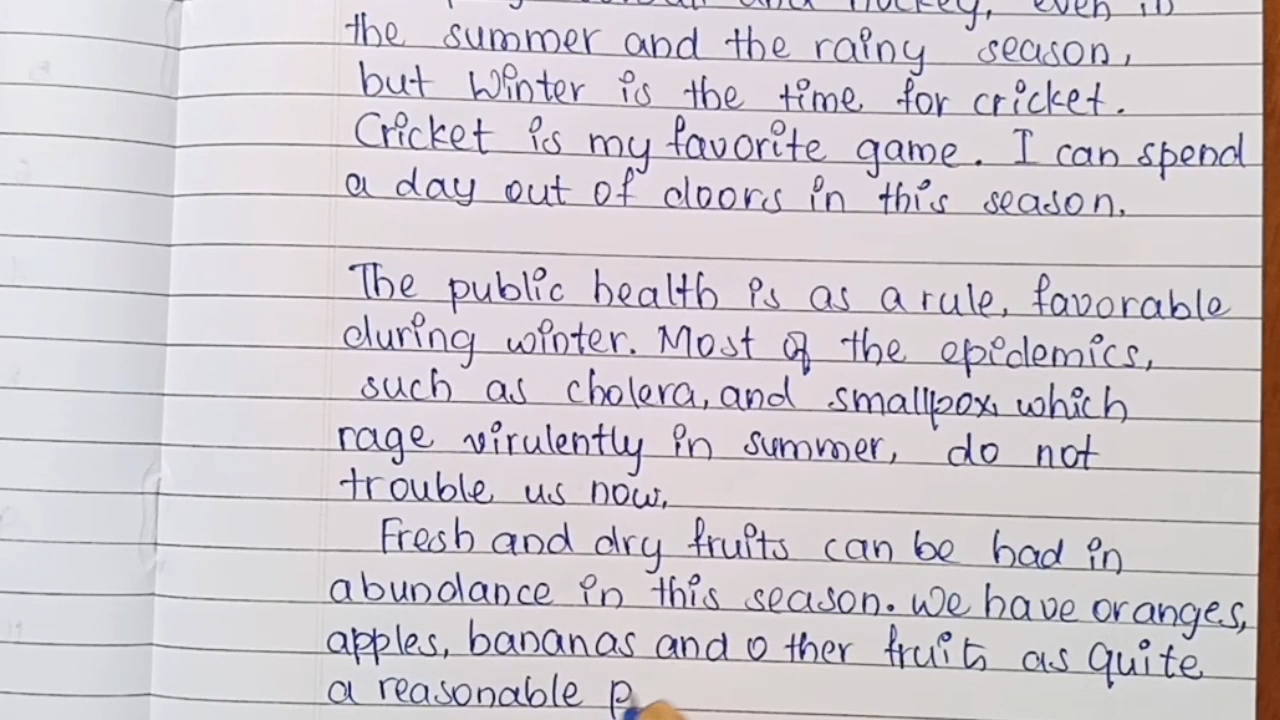 and hockey, even in
the summer and the rainy season,
but Winter is the time for cricket.
Cricket is my favorite game. I can spend
a day out of doors in this season.
The public health is as a rule, favorable
during winter. Most of the epidemics,
such as cholera, and smallpox, which
rage virulently in summer, do not
trouble us now.
Fresh and dry fruits can be had in
abundance in this season. We have oranges,
apples, bananas and other fruits as quite
a reasonable p